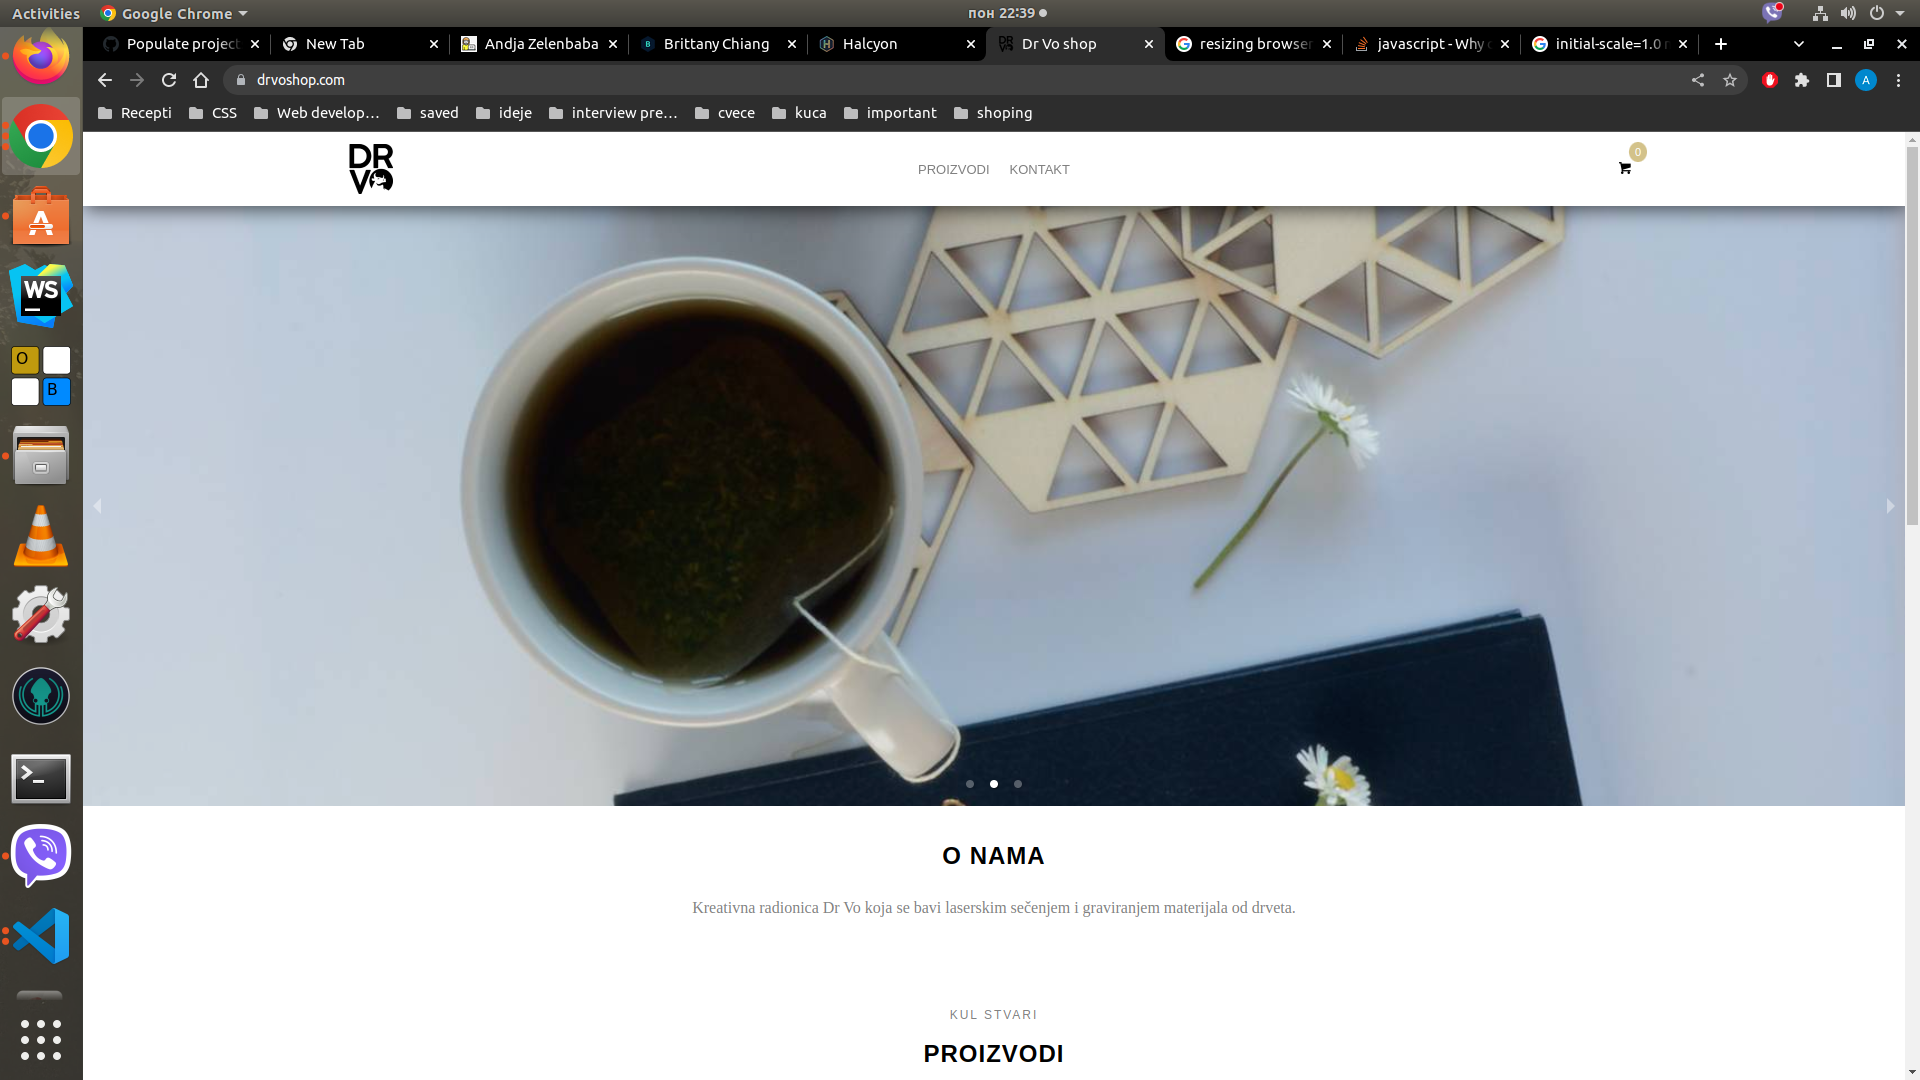 Activities Google Chrome пон 22:39
Populate project New Tab Andja Zelenbaba Brittany Chiang Halcyon Dr Vo shop resizing browser javascript - Why initial-scale=1.0
drvoshop.com A
Recepti CSS Web develop… saved ideje interview pre… cvece kuca important shoping
DR
VO
PROIZVODI KONTAKT
0
WS
O
B
O NAMA
Kreativna radionica Dr Vo koja se bavi laserskim sečenjem i graviranjem materijala od drveta.
KUL STVARI
PROIZVODI